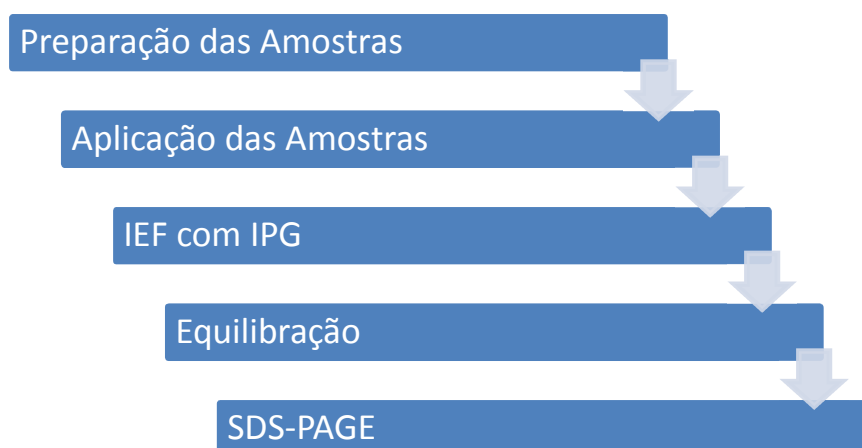 Preparação das Amostras
Aplicação das Amostras
IEF com IPG
Equilibração
SDS-PAGE